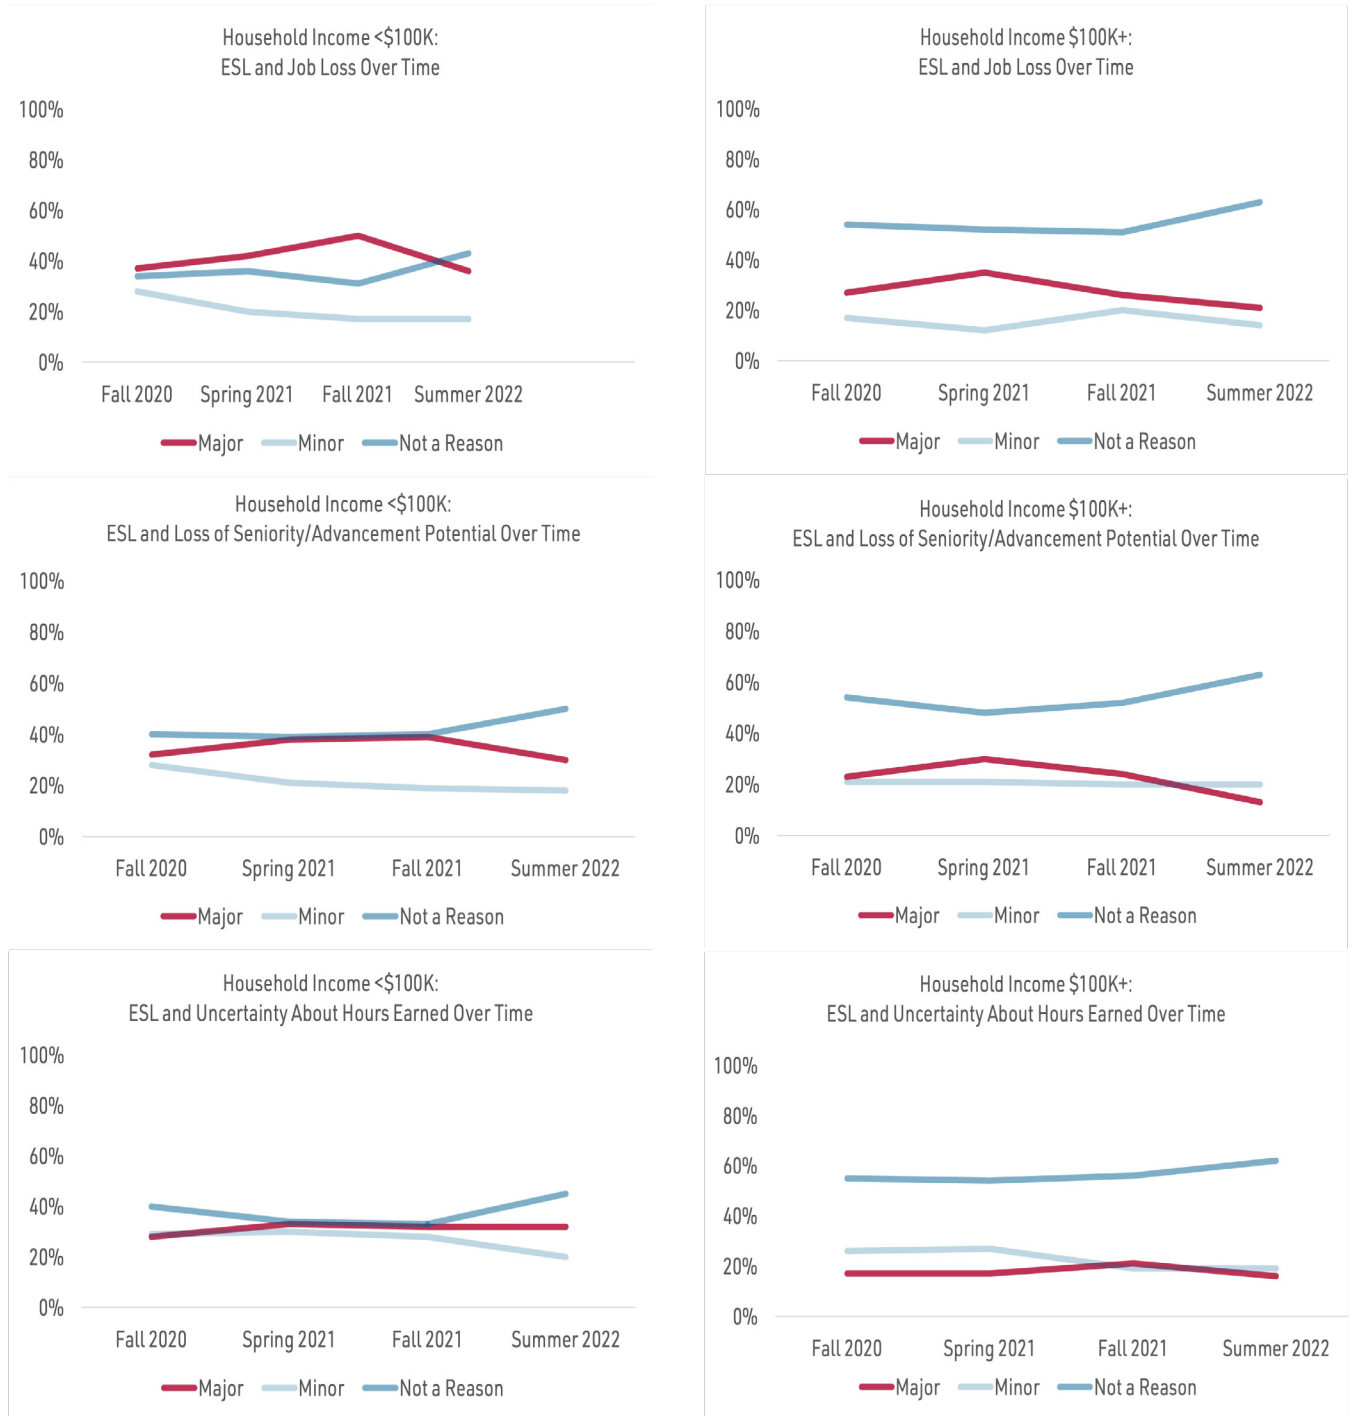 Household Income <$100K:
ESL and Job Loss Over Time
100%
80%
60%
40%
20%
0%
Fall 2020 Spring 2021 Fall 2021 Summer 2022
Major Minor Not a Reason
Household Income $100K+:
ESL and Job Loss Over Time
100%
80%
60%
40%
20%
0%
Fall 2020 Spring 2021 Fall 2021 Summer 2022
Major Minor Not a Reason
Household Income <$100K:
ESL and Loss of Seniority/Advancement Potential Over Time
100%
80%
60%
40%
20%
0%
Fall 2020 Spring 2021 Fall 2021 Summer 2022
Major Minor Not a Reason
Household Income $100K+:
ESL and Loss of Seniority/Advancement Potential Over Time
100%
80%
60%
40%
20%
0%
Fall 2020 Spring 2021 Fall 2021 Summer 2022
Major Minor Not a Reason
Household Income <$100K:
ESL and Uncertainty About Hours Earned Over Time
100%
80%
60%
40%
20%
0%
Fall 2020 Spring 2021 Fall 2021 Summer 2022
Major Minor Not a Reason
Household Income $100K+:
ESL and Uncertainty About Hours Earned Over Time
100%
80%
60%
40%
20%
0%
Fall 2020 Spring 2021 Fall 2021 Summer 2022
Major Minor Not a Reason